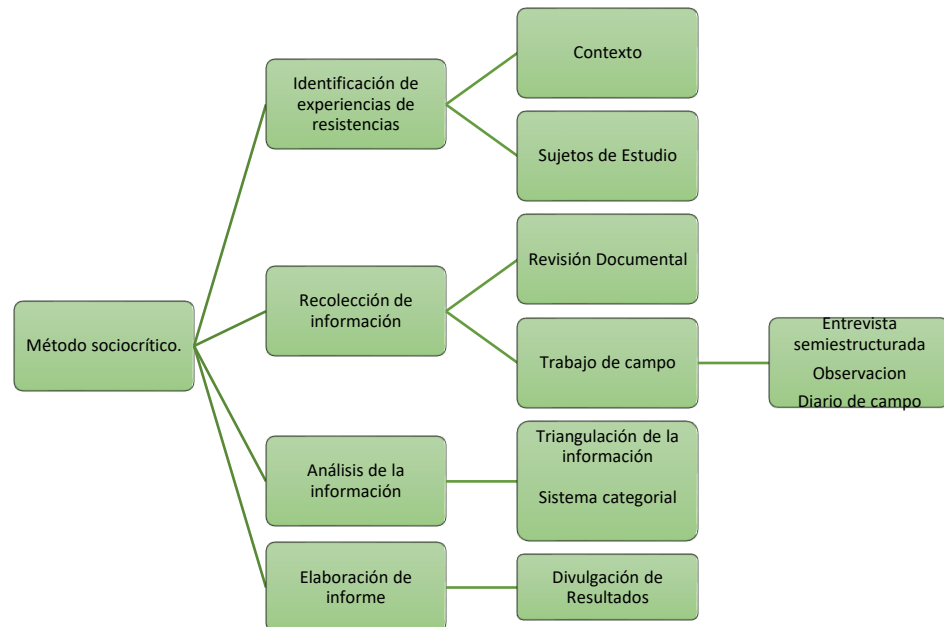 Método sociocrítico.
Identificación de
experiencias de
resistencias
Contexto
Sujetos de Estudio
Recolección de
información
Revisión Documental
Trabajo de campo
Entrevista
semiestructurada
Observacion
Diario de campo
Análisis de la
información
Triangulación de la
información
Sistema categorial
Elaboración de
informe
Divulgación de
Resultados